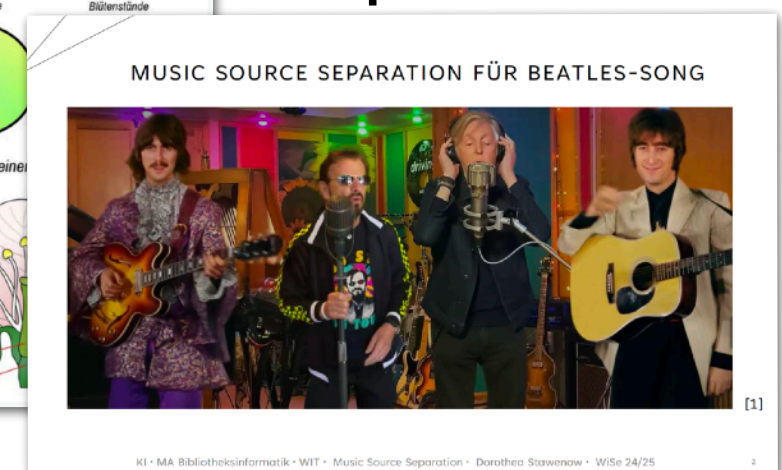 Blütenstände
einer
MUSIC SOURCE SEPARATION FÜR BEATLES-SONG
[1]
KI • MA Bibliotheksinformatik • WIT • Music Source Separation • Dorothea Stawenow • WiSe 24/25
2